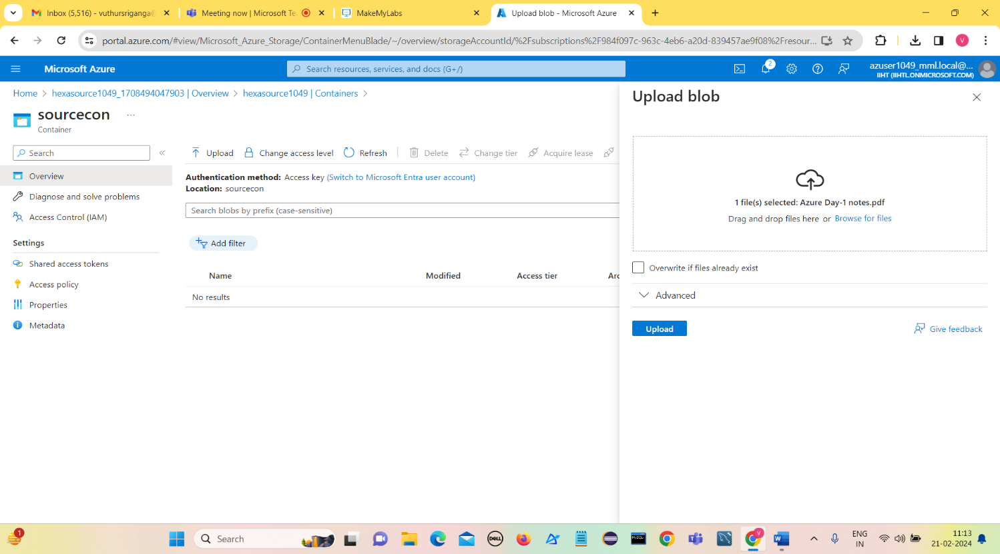 Inbox (5,516) - vuthursriganga@
Meeting now | Microsoft Te
MakeMyLabs
Upload blob - Microsoft Azure
portal.azure.com/#view/Microsoft_Azure_Storage/ContainerMenuBlade/~/overview/storageAccountId/%2Fsubscriptions%2F984f097c-963c-4eb6-a20d-839457ae9f08%2Fresour...
V
Microsoft Azure
Search resources, services, and docs (G+/)
2
azuser1049_mml.local@...
IIHT (IIHTL.ONMICROSOFT.COM)
Home > hexasource1049_1708494047903 | Overview > hexasource1049 | Containers >
sourcecon ...
Container
Search
«
Overview
Diagnose and solve problems
Access Control (IAM)
Settings
Shared access tokens
Access policy
Properties
Metadata
Upload Change access level Refresh Delete Change tier Acquire lease
Authentication method: Access key (Switch to Microsoft Entra user account)
Location: sourcecon
Search blobs by prefix (case-sensitive)
Add filter
Name Modified Access tier Arc
No results
Upload blob
1 file(s) selected: Azure Day-1 notes.pdf
Drag and drop files here or Browse for files
Overwrite if files already exist
Advanced
Upload
Give feedback
1
Search
DELL
V
ENG
IN
11:13
21-02-2024